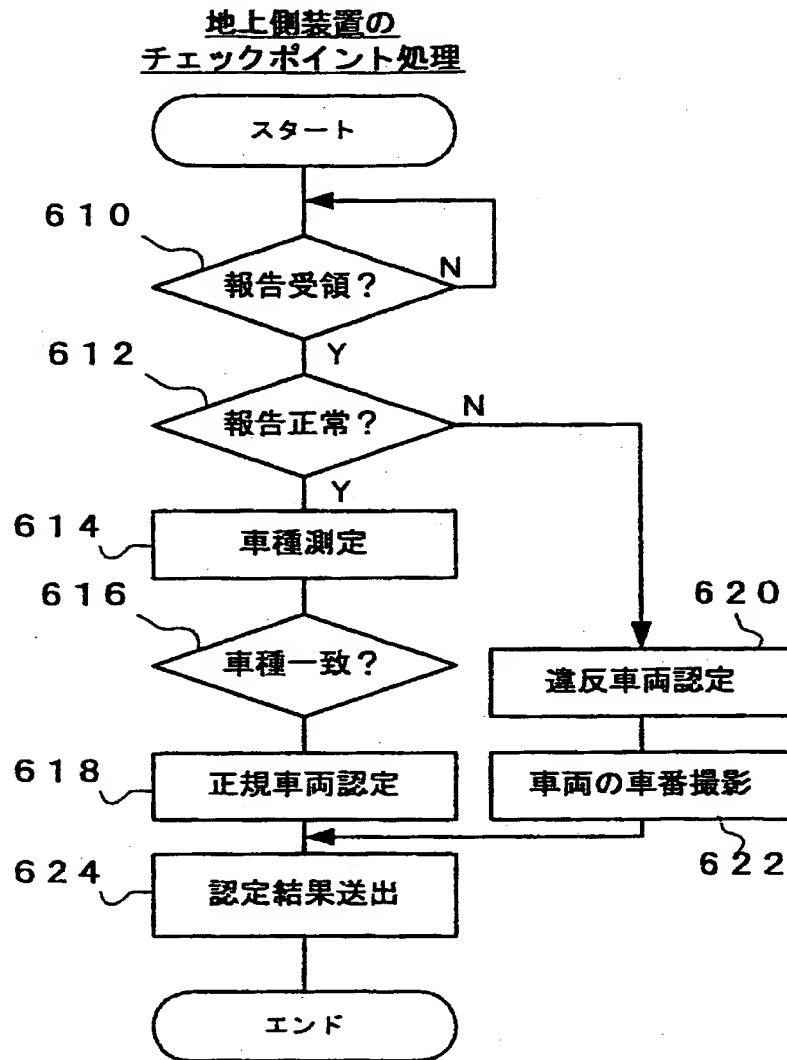 地上側装置の
チェックポイント処理
スタート
610
報告受領?
N
Y
612
報告正常?
N
Y
614
車種測定
616
車種一致?
620
違反車両認定
618
正規車両認定
車両の車番撮影
622
624
認定結果送出
エンド